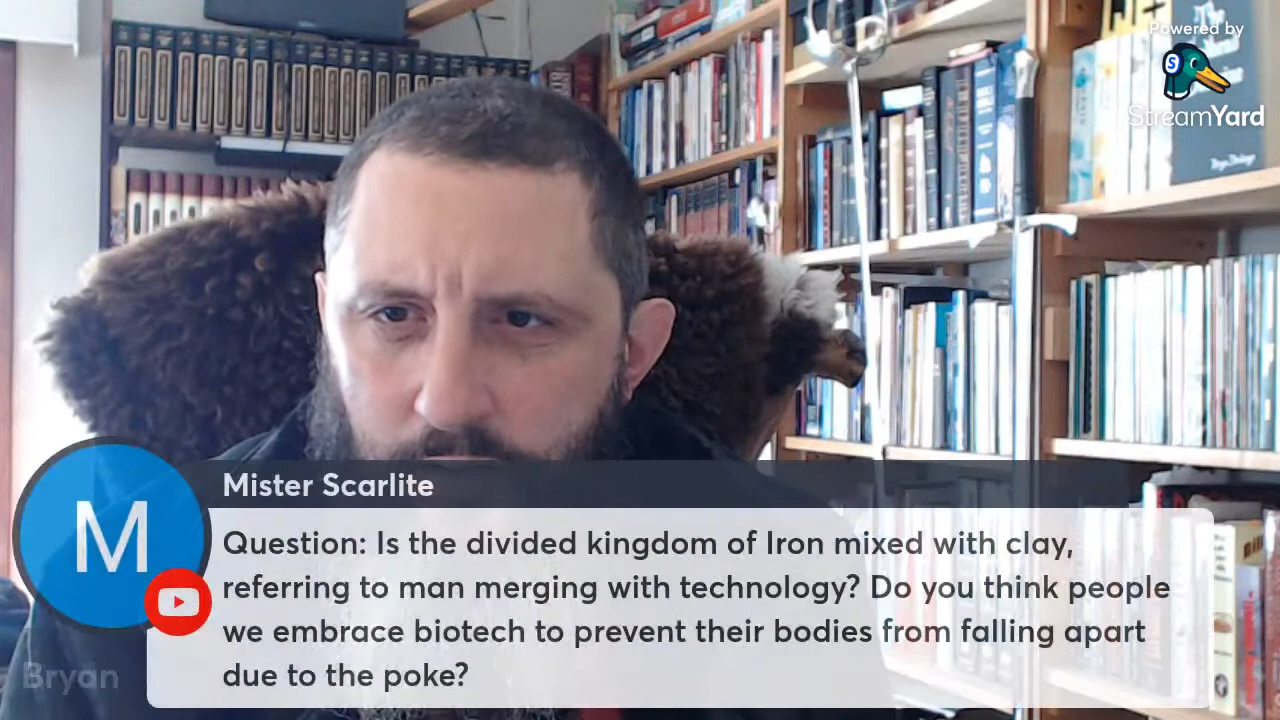 Powered by
StreamYard
Mister Scarlite
Question: Is the divided kingdom of Iron mixed with clay,
referring to man merging with technology? Do you think people
we embrace biotech to prevent their bodies from falling apart
due to the poke?
M
Bryan